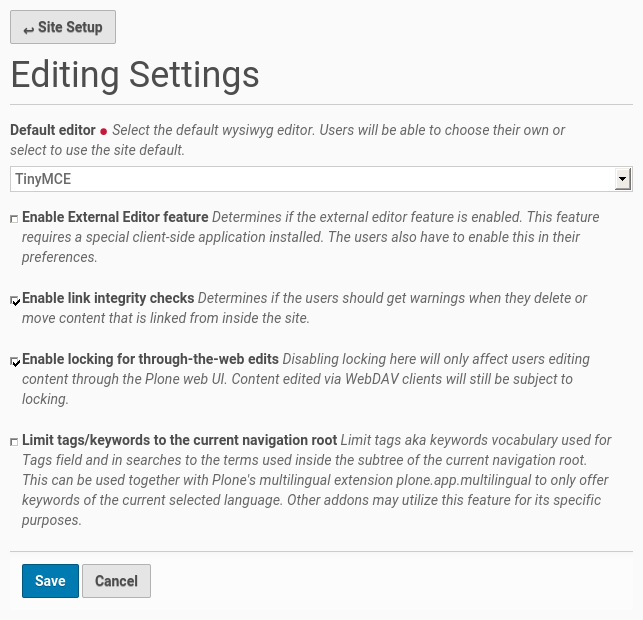 ↩ Site Setup
Editing Settings
Default editor ● Select the default wysiwyg editor. Users will be able to choose their own or
select to use the site default.
TinyMCE
Enable External Editor feature Determines if the external editor feature is enabled. This feature
requires a special client-side application installed. The users also have to enable this in their
preferences.
Enable link integrity checks Determines if the users should get warnings when they delete or
move content that is linked from inside the site.
Enable locking for through-the-web edits Disabling locking here will only affect users editing
content through the Plone web UI. Content edited via WebDAV clients will still be subject to
locking.
Limit tags/keywords to the current navigation root Limit tags aka keywords vocabulary used for
Tags field and in searches to the terms used inside the subtree of the current navigation root.
This can be used together with Plone's multilingual extension plone.app.multilingual to only offer
keywords of the current selected language. Other addons may utilize this feature for its specific
purposes.
Save Cancel